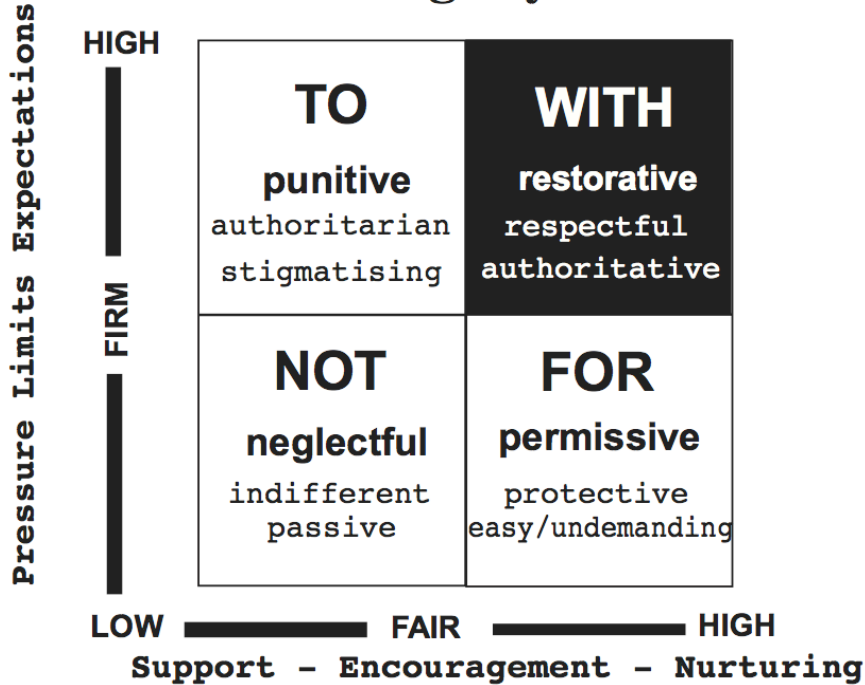 HIGH
TO
punitive
authoritarian
stigmatising
WITH
restorative
respectful
authoritative
FIRM
Pressure Limits Expectations
NOT
neglectful
indifferent
passive
FOR
permissive
protective
easy/undemanding
LOW
FAIR
HIGH
Support - Encouragement - Nurturing